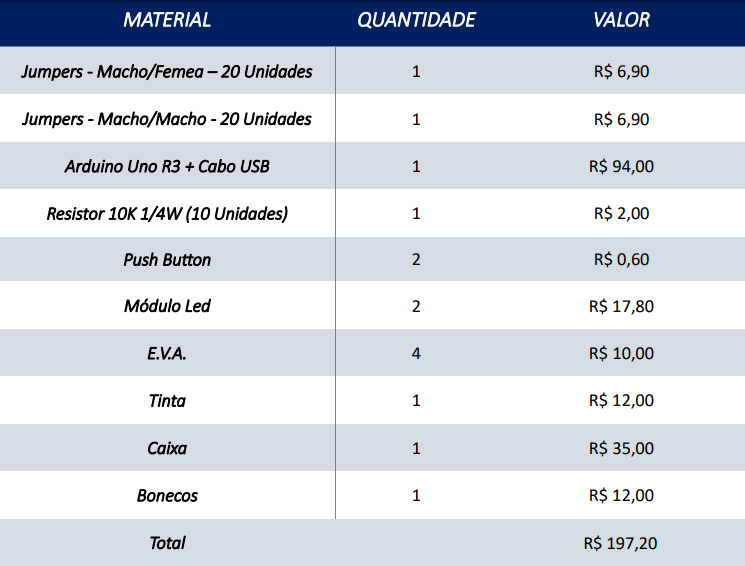 MATERIAL QUANTIDADE VALOR
Jumpers - Macho/Femea – 20 Unidades 1 R$ 6,90
Jumpers - Macho/Macho - 20 Unidades 1 R$ 6,90
Arduino Uno R3 + Cabo USB 1 R$ 94,00
Resistor 10K 1/4W (10 Unidades) 1 R$ 2,00
Push Button 2 R$ 0,60
Módulo Led 2 R$ 17,80
E.V.A. 4 R$ 10,00
Tinta 1 R$ 12,00
Caixa 1 R$ 35,00
Bonecos 1 R$ 12,00
Total R$ 197,20